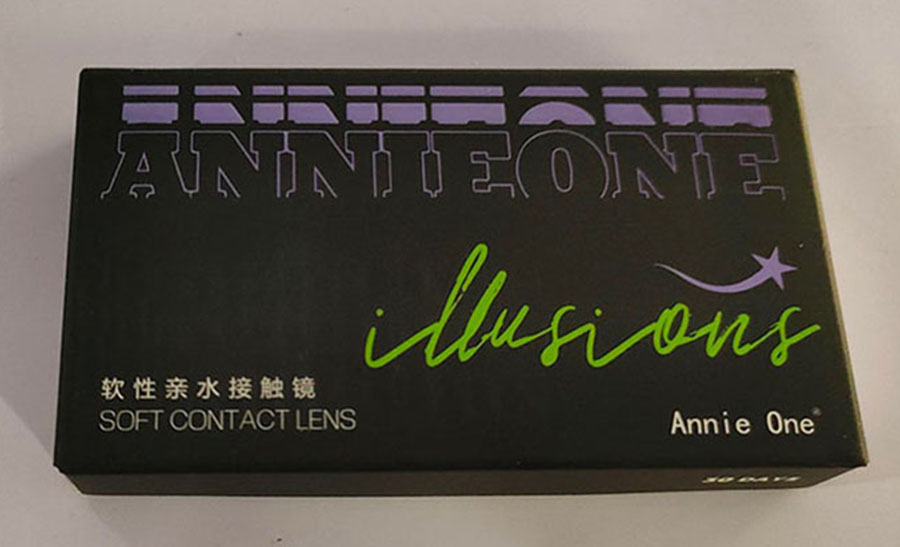 ANNIEONE
illusions
软性亲水接触镜
SOFT CONTACT LENS
Annie One®
30 DAYS